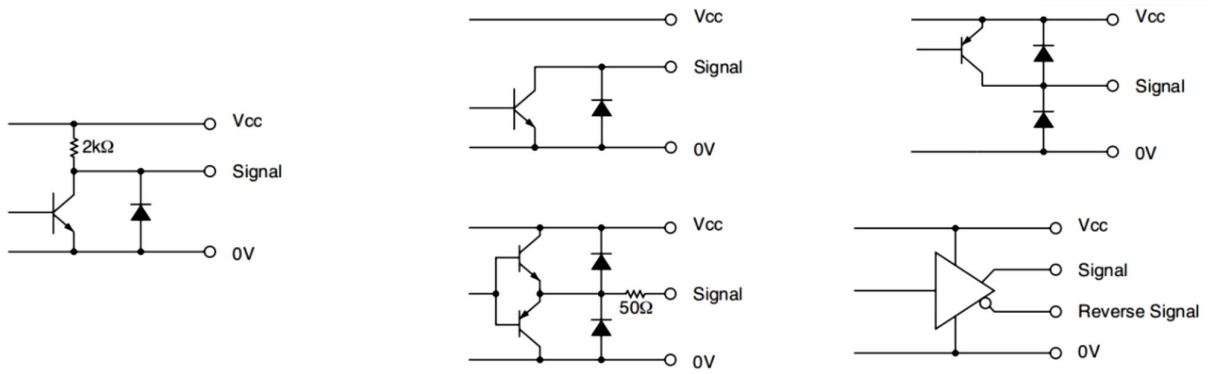 Vcc
2kΩ
Signal
0V
Vcc
Signal
0V
Vcc
Signal
0V
Vcc
50Ω
Signal
0V
Vcc
Signal
Reverse Signal
0V